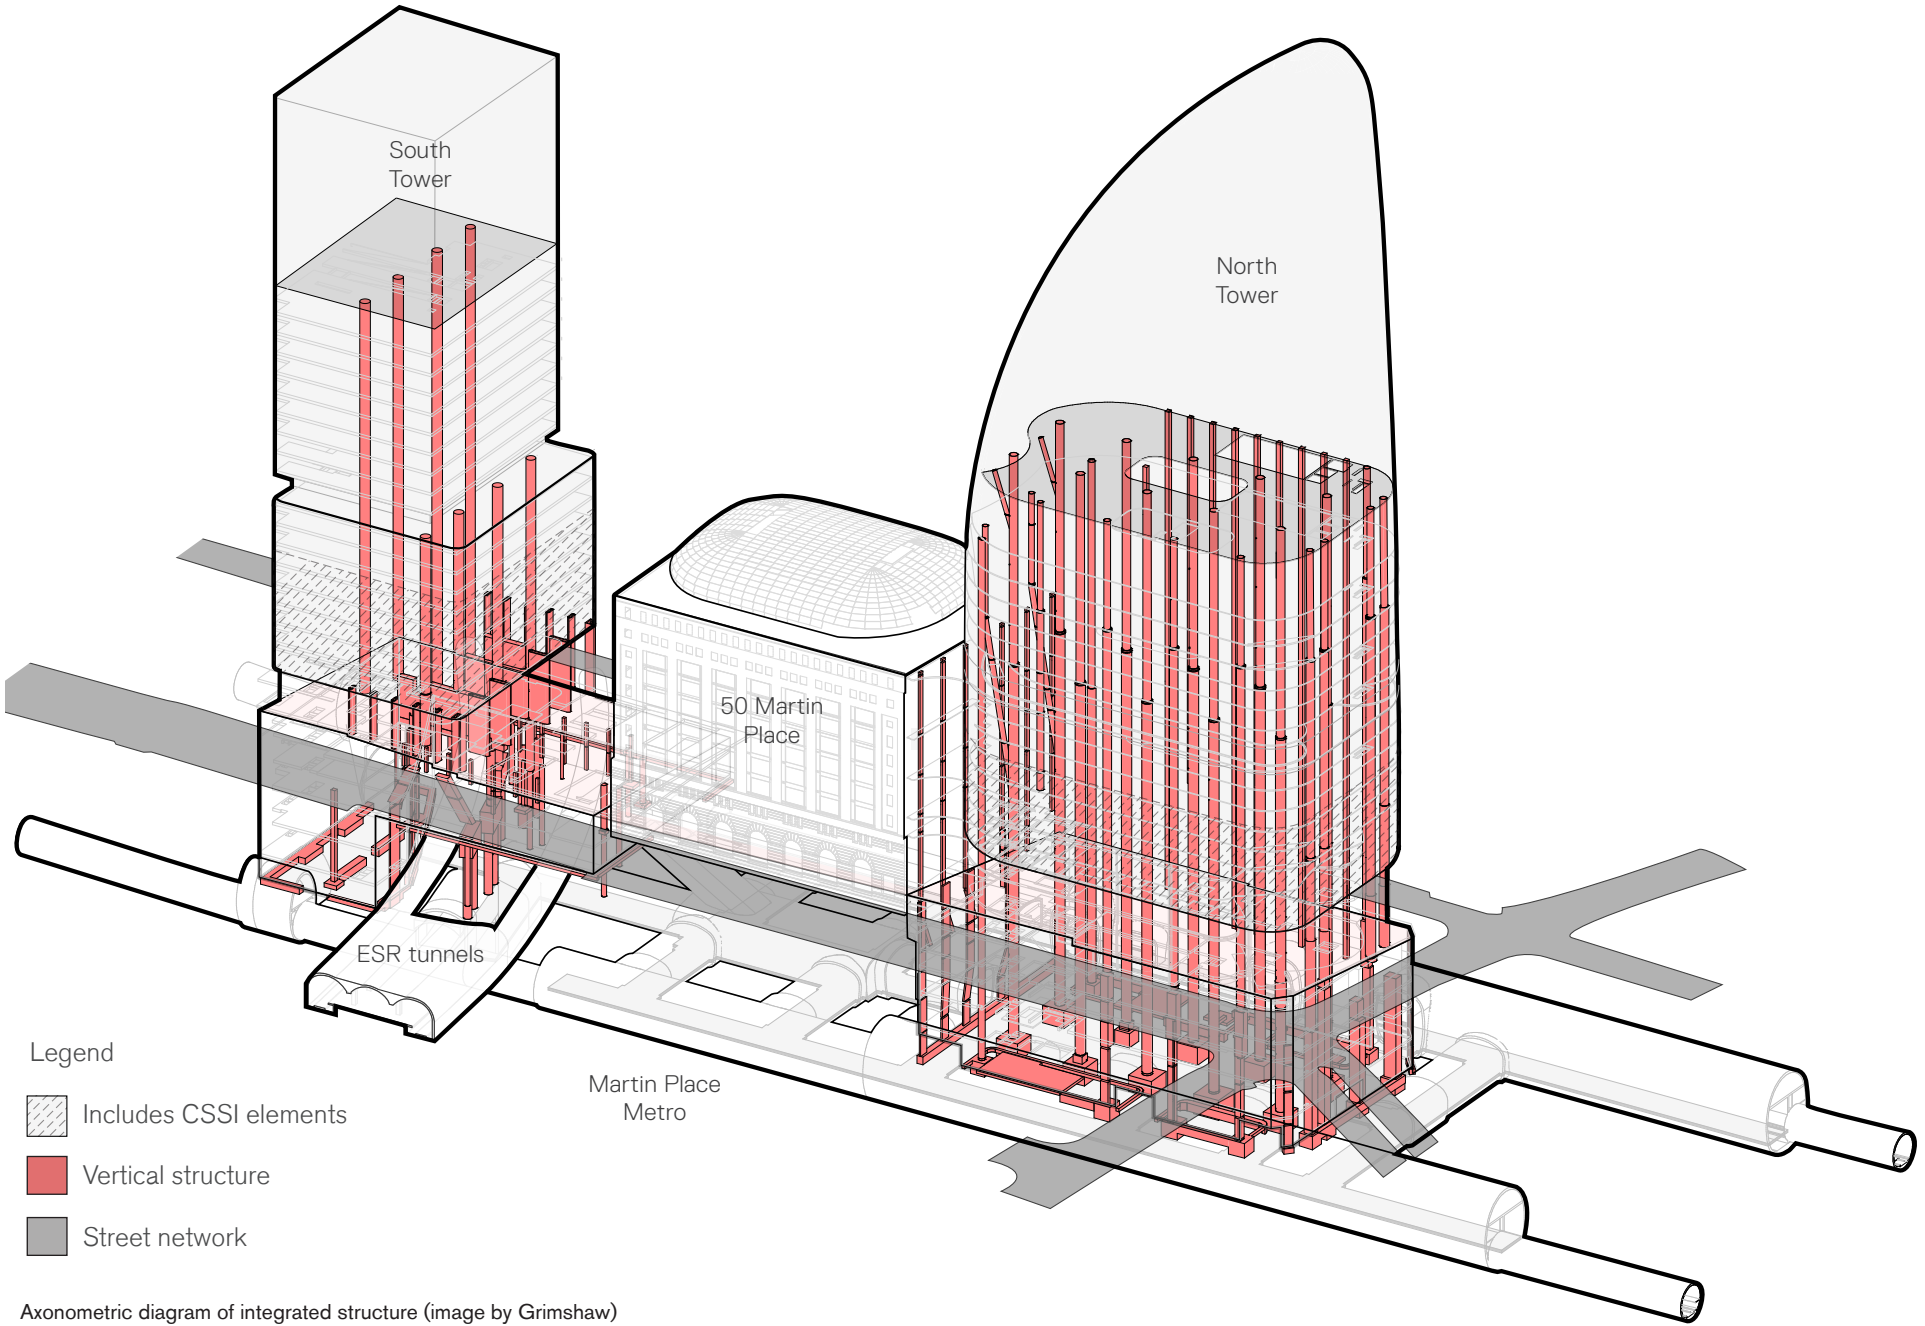 South
Tower
North
Tower
50 Martin
Place
ESR tunnels
Martin Place
Metro
Legend
Includes CSSI elements
Vertical structure
Street network
Axonometric diagram of integrated structure (image by Grimshaw)